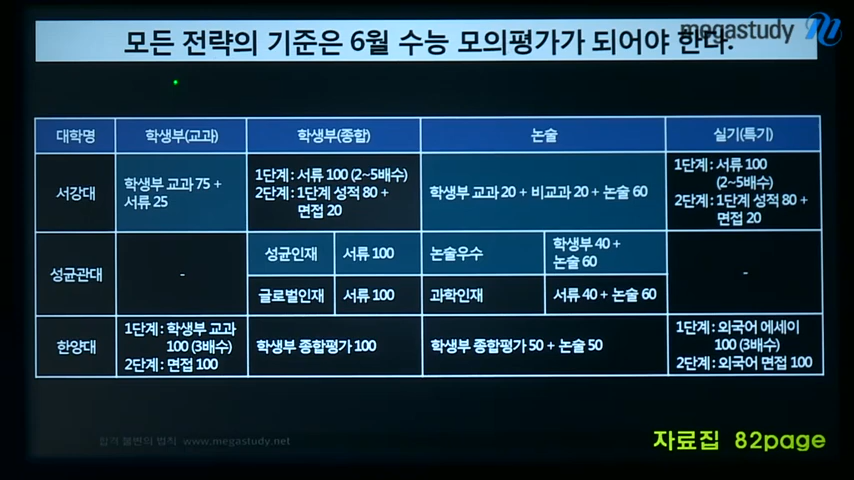 모든 전략의 기준은 6월 수능 모의평가가 되어야 한다.
megastudy
대학명
학생부(교과)
학생부(종합)
논술
실기(특기)
서강대
학생부 교과 75 +
서류 25
1단계 : 서류 100 (2~5배수)
2단계 : 1단계 성적 80 +
면접 20
학생부 교과 20 + 비교과 20 + 논술 60
1단계 : 서류 100
(2~5배수)
2단계 : 1단계 성적 80 +
면접 20
성균관대
-
성균인재
서류 100
논술우수
학생부 40 +
논술 60
-
글로벌인재
서류 100
과학인재
서류 40 + 논술 60
한양대
1단계 : 학생부 교과
100 (3배수)
2단계 : 면접 100
학생부 종합평가 100
학생부 종합평가 50 + 논술 50
1단계 : 외국어 에세이
100 (3배수)
2단계 : 외국어 면접 100
합격 불변의 법칙 www.megastudy.net
자료집 82page